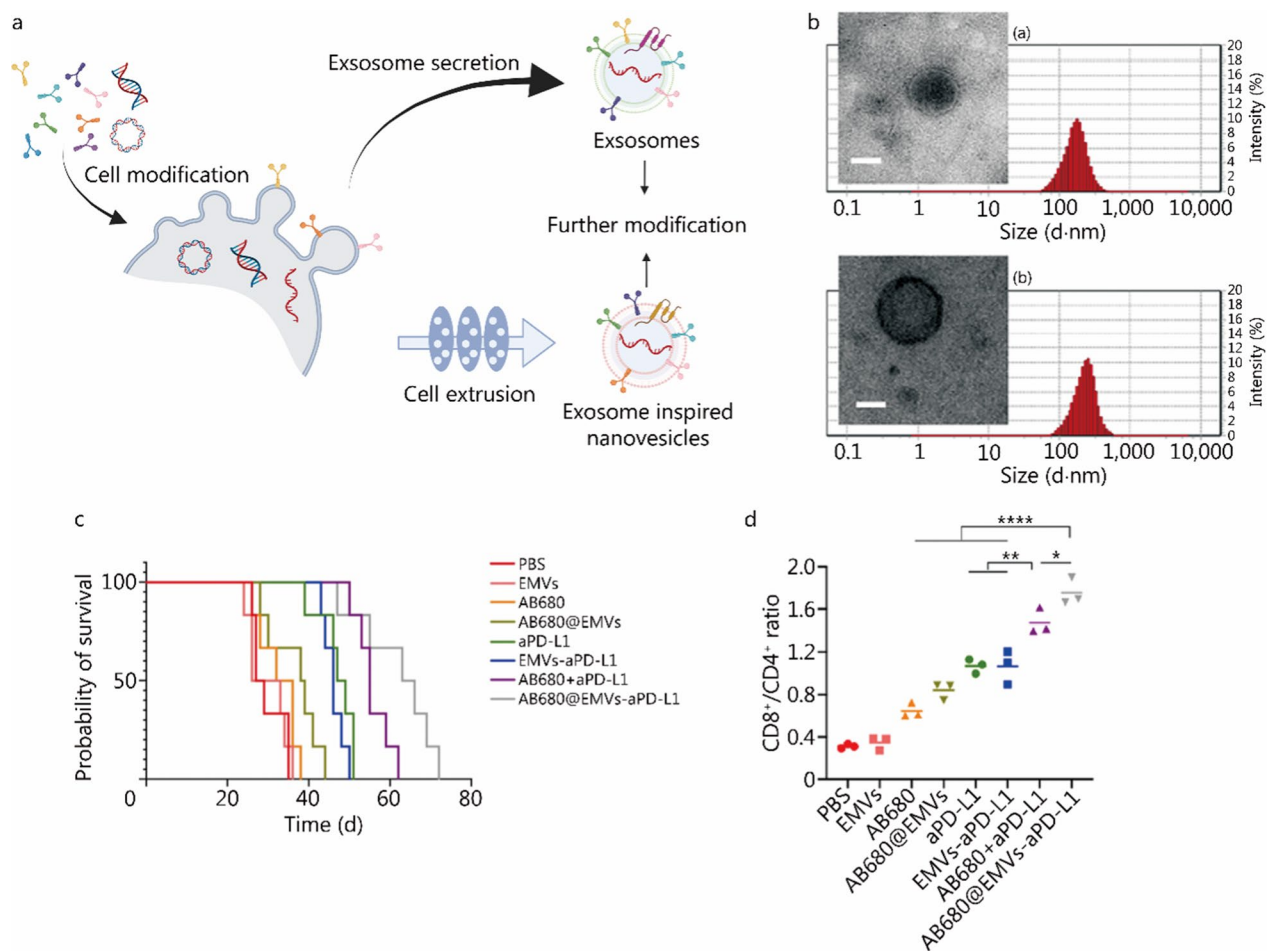 a
Exsosome secretion
Cell modification
Exsosomes
Further modification
Cell extrusion
Exosome inspired
nanovesicles
b
(a)
20
18
16
14
12
10
8
6
4
2
0
Intensity (%)
0.1 1 10 100 1,000 10,000
Size (d·nm)
(b)
20
18
16
14
12
10
8
6
4
2
0
Intensity (%)
0.1 1 10 100 1,000 10,000
Size (d·nm)
c
Probability of survival
100
50
0 20 40 60 80
Time (d)
PBS
EMVs
AB680
AB680@EMVs
aPD-L1
EMVs-aPD-L1
AB680+aPD-L1
AB680@EMVs-aPD-L1
d
****
** *
CD8⁺/CD4⁺ ratio
2.0
1.6
1.2
0.8
0.4
0
PBS
EMVs
AB680
AB680@EMVs
aPD-L1
EMVs-aPD-L1
AB680+aPD-L1
AB680@EMVs-aPD-L1